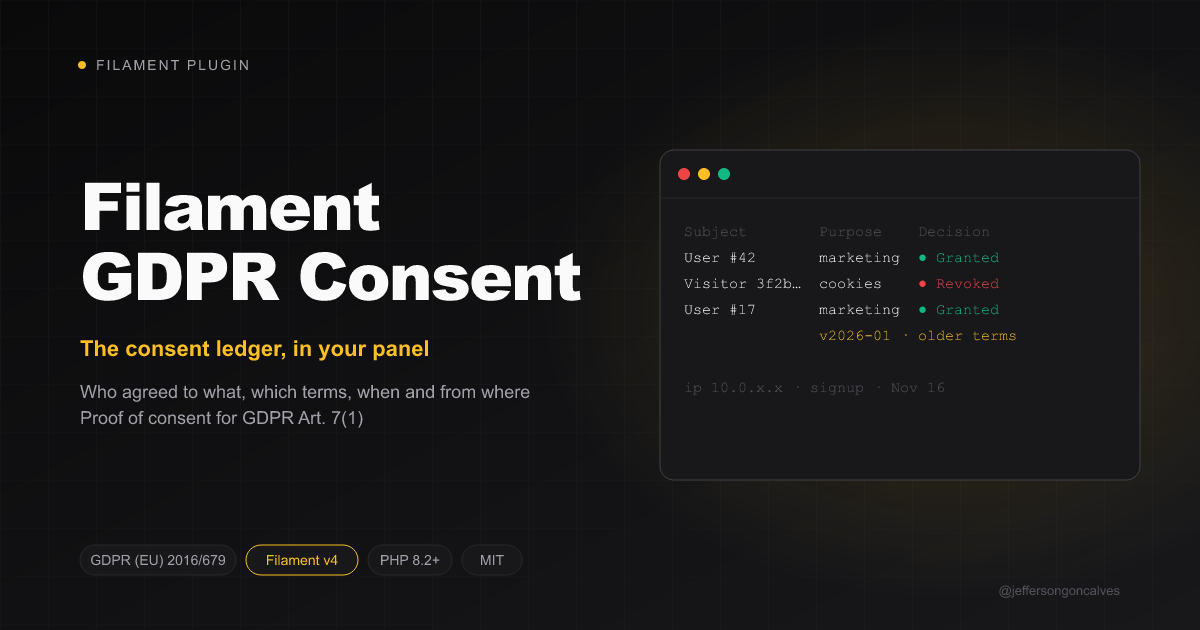 FILAMENT PLUGIN
Filament
GDPR Consent
The consent ledger, in your panel
Who agreed to what, which terms, when and from where
Proof of consent for GDPR Art. 7(1)
GDPR (EU) 2016/679 Filament v4 PHP 8.2+ MIT
Subject Purpose Decision
User #42 marketing ● Granted
Visitor 3f2b… cookies ● Revoked
User #17 marketing ● Granted
v2026-01 · older terms
ip 10.0.x.x · signup · Nov 16
@jeffersongoncalves